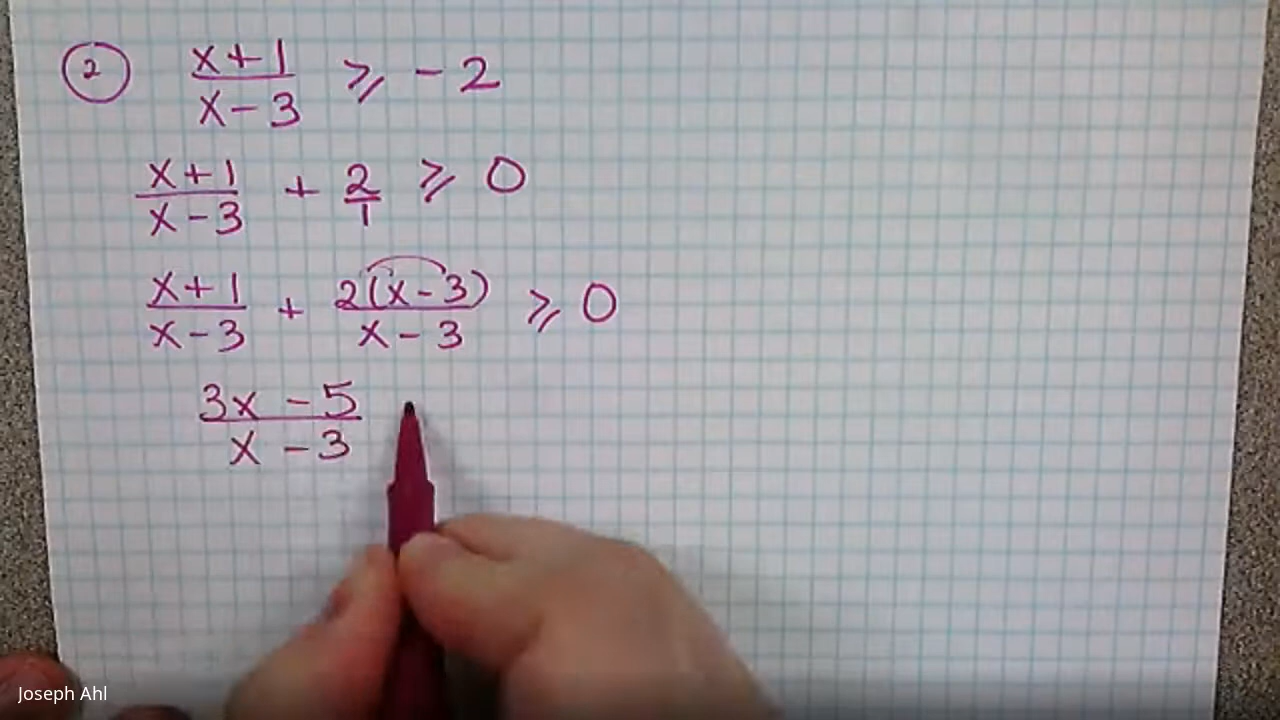 ② x+1/x-3 ⩾ -2
x+1/x-3 + 2/1 ⩾ 0
x+1/x-3 + 2(x-3)/x-3 ⩾ 0
3x-5/x-3
Joseph Ahl